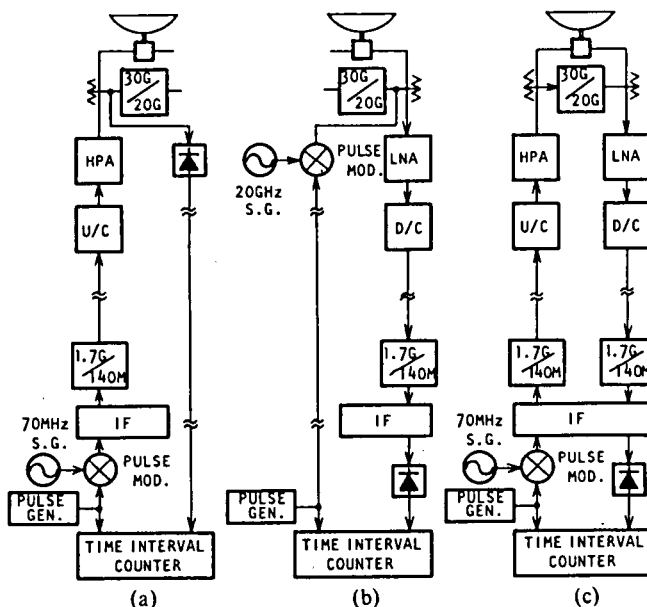 30G
20G
HPA
U/C
1.7G
140M
70MHz
S.G.
IF
PULSE
MOD.
PULSE
GEN.
TIME INTERVAL
COUNTER
(a)
30G
20G
PULSE
MOD.
LNA
20GHz
S.G.
D/C
1.7G
140M
IF
PULSE
GEN.
TIME INTERVAL
COUNTER
(b)
30G
20G
HPA
LNA
U/C
D/C
1.7G
140M
1.7G
140M
70MHz
S.G.
IF
PULSE
MOD.
PULSE
GEN.
TIME INTERVAL
COUNTER
(c)